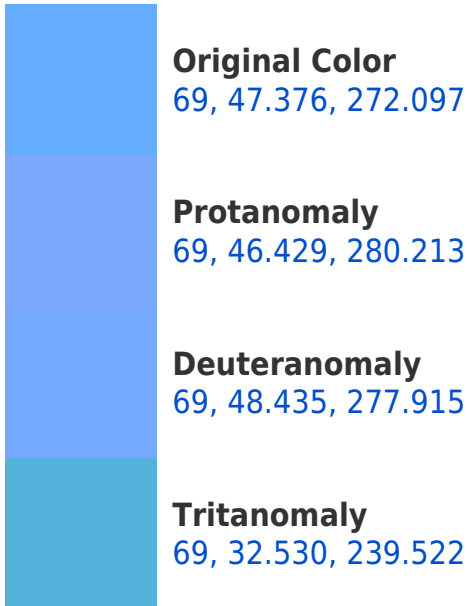 Original Color
69, 47.376, 272.097
Protanomaly
69, 46.429, 280.213
Deuteranomaly
69, 48.435, 277.915
Tritanomaly
69, 32.530, 239.522